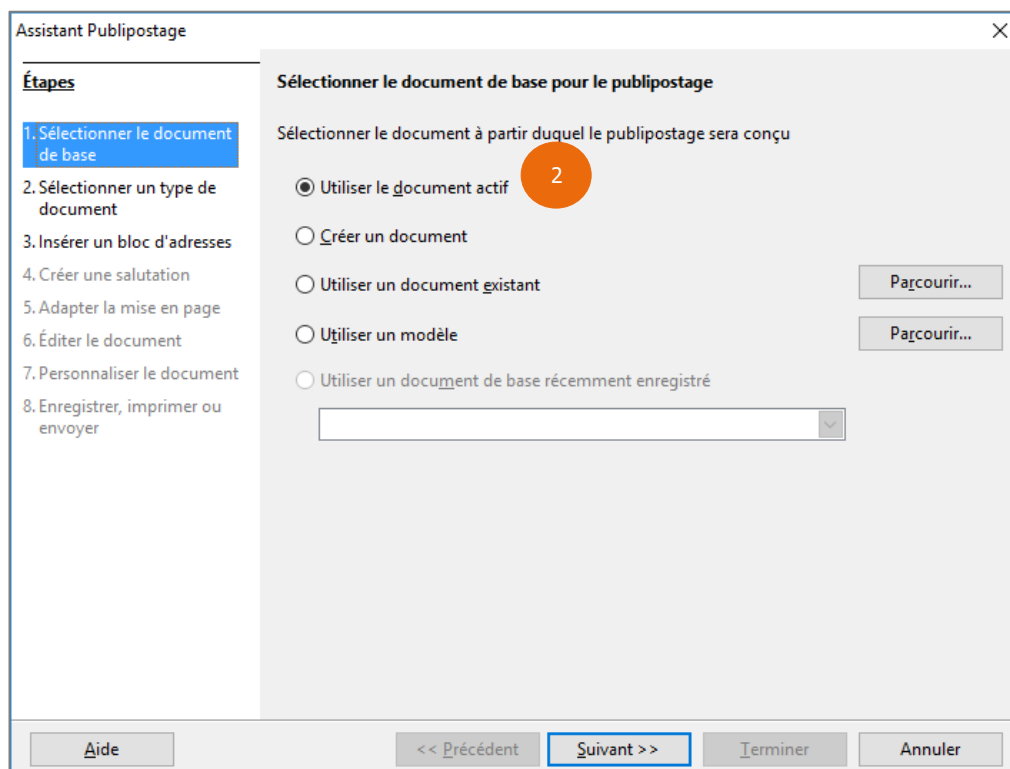 Assistant Publipostage
Étapes
1. Sélectionner le document
de base
2. Sélectionner un type de
document
3. Insérer un bloc d'adresses
4. Créer une salutation
5. Adapter la mise en page
6. Éditer le document
7. Personnaliser le document
8. Enregistrer, imprimer ou
envoyer
Sélectionner le document de base pour le publipostage
Sélectionner le document à partir duquel le publipostage sera conçu
Utiliser le document actif
2
Créer un document
Utiliser un document existant
Parcourir...
Utiliser un modèle
Parcourir...
Utiliser un document de base récemment enregistré
Aide
<< Précédent
Suivant >>
Terminer
Annuler